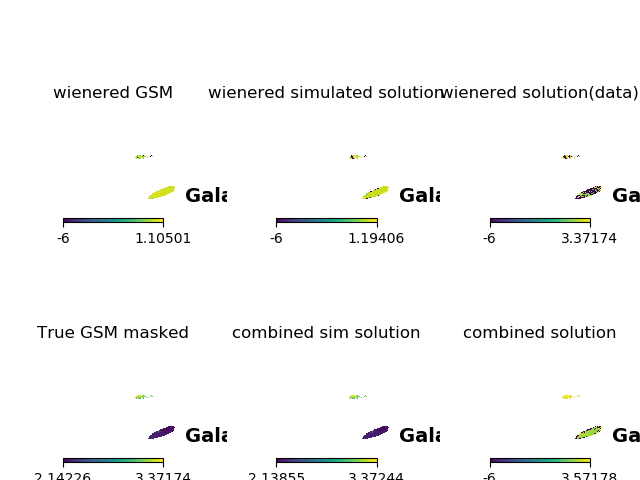 wienered GSM
wienered simulated solution
wienered solution(data)
Gala
Gala
Ga
-6 1.10501
-6 1.19406
-6 3.37174
True GSM masked
combined sim solution
combined solution
Gala
Gala
Ga
2.14226 3.37174
2.13855 3.37244
-6 3.57178